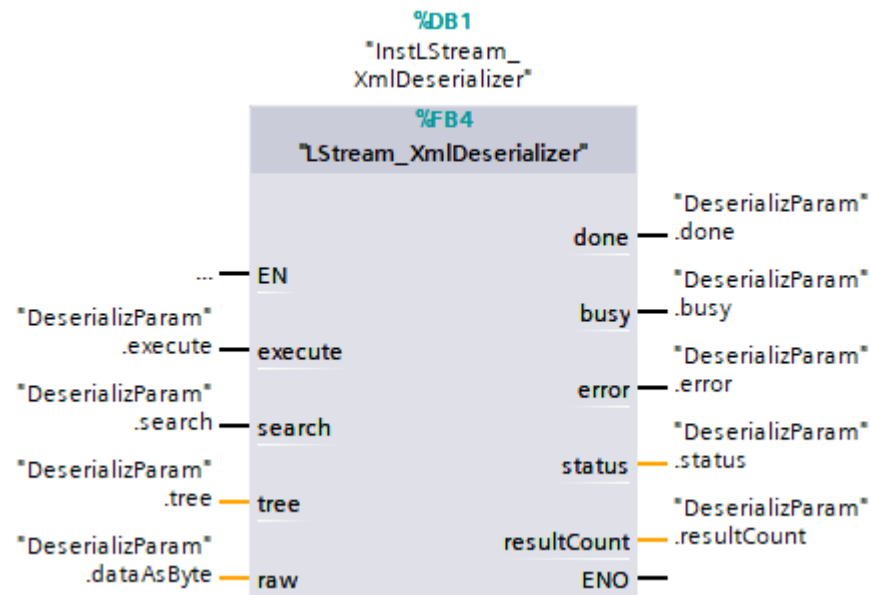 %DB1
"InstLStream_
XmlDeserializer"
%FB4
"LStream_XmlDeserializer"
"DeserializParam"
done .done
... EN
"DeserializParam"
busy .busy
"DeserializParam"
.execute execute
"DeserializParam"
error .error
"DeserializParam"
.search search
"DeserializParam"
status .status
"DeserializParam"
.tree tree
"DeserializParam"
resultCount .resultCount
"DeserializParam"
.dataAsByte raw
ENO